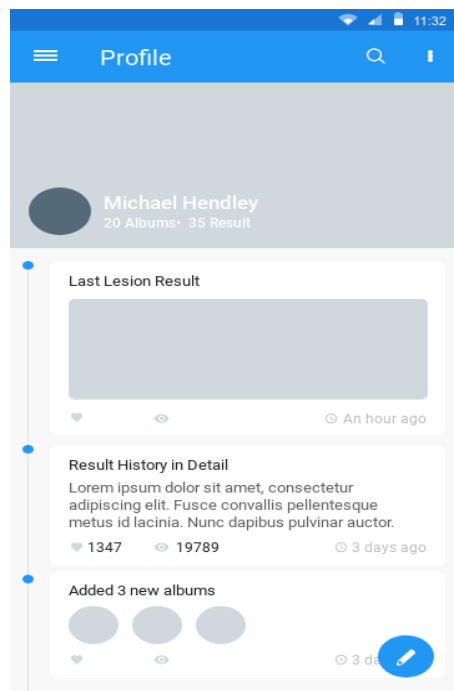 11:32
Profile
Michael Hendley
20 Albums• 35 Result
Last Lesion Result
An hour ago
Result History in Detail
Lorem ipsum dolor sit amet, consectetur
adipiscing elit. Fusce convallis pellentesque
metus id lacinia. Nunc dapibus pulvinar auctor.
1347 19789 3 days ago
Added 3 new albums
3